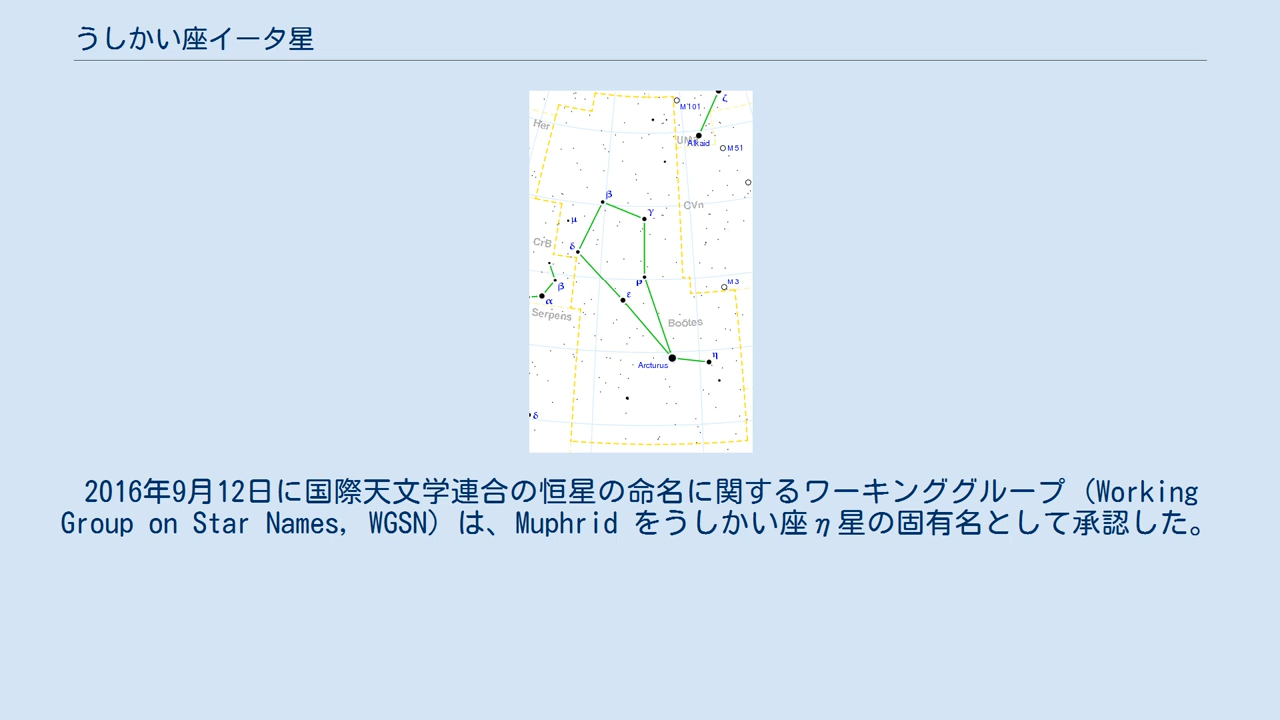 うしかい座イータ星
M101
ζ
Her
UMa
Alkaid
M51
β
γ
CVn
μ
δ
CrB
M3
β
ρ
ε
α
Serpens
Boötes
η
Arcturus
δ
2016年9月12日に国際天文学連合の恒星の命名に関するワーキンググループ (Working
Group on Star Names, WGSN) は、Muphrid をうしかい座η星の固有名として承認した。